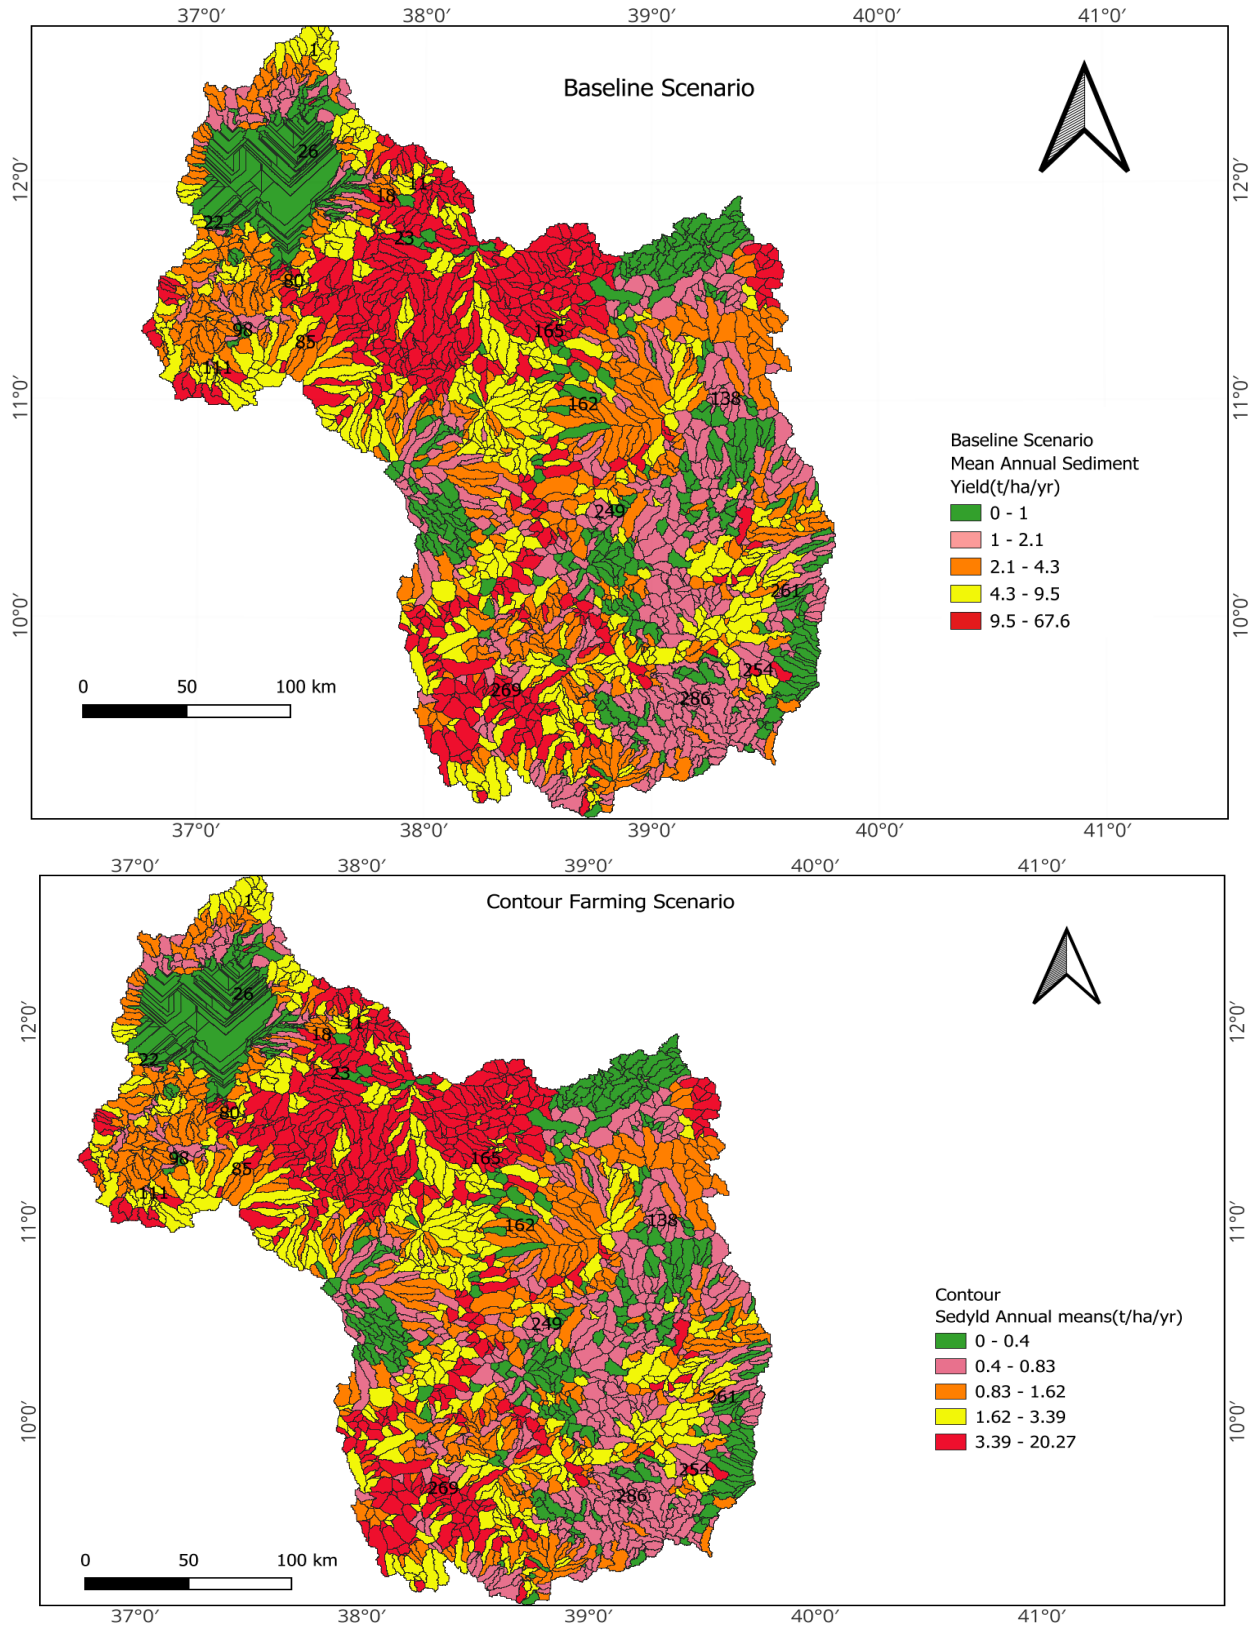 37°0′ 38°0′ 39°0′ 40°0′ 41°0′
Baseline Scenario
1
26
12°0′ 12°0′
11
18
22
23
80
98
165
85
111
11°0′ 11°0′
138
162
Baseline Scenario
Mean Annual Sediment
Yield(t/ha/yr)
0 - 1
1 - 2.1
2.1 - 4.3
4.3 - 9.5
9.5 - 67.6
249
261
10°0′ 10°0′
254
269
286
0 50 100 km
37°0′ 38°0′ 39°0′ 40°0′ 41°0′
37°0′ 38°0′ 39°0′ 40°0′ 41°0′
Contour Farming Scenario
1
26
12°0′ 12°0′
11
18
22
23
80
98
165
85
111
11°0′ 11°0′
138
162
Contour
Sedyld Annual means(t/ha/yr)
0 - 0.4
0.4 - 0.83
0.83 - 1.62
1.62 - 3.39
3.39 - 20.27
249
261
10°0′ 10°0′
254
269
286
0 50 100 km
37°0′ 38°0′ 39°0′ 40°0′ 41°0′